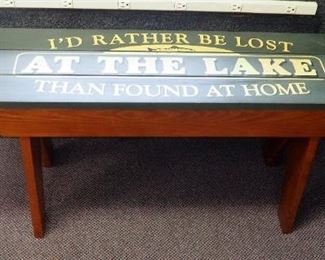 I'D RATHER BE LOST
AT THE LAKE
THAN FOUND AT HOME